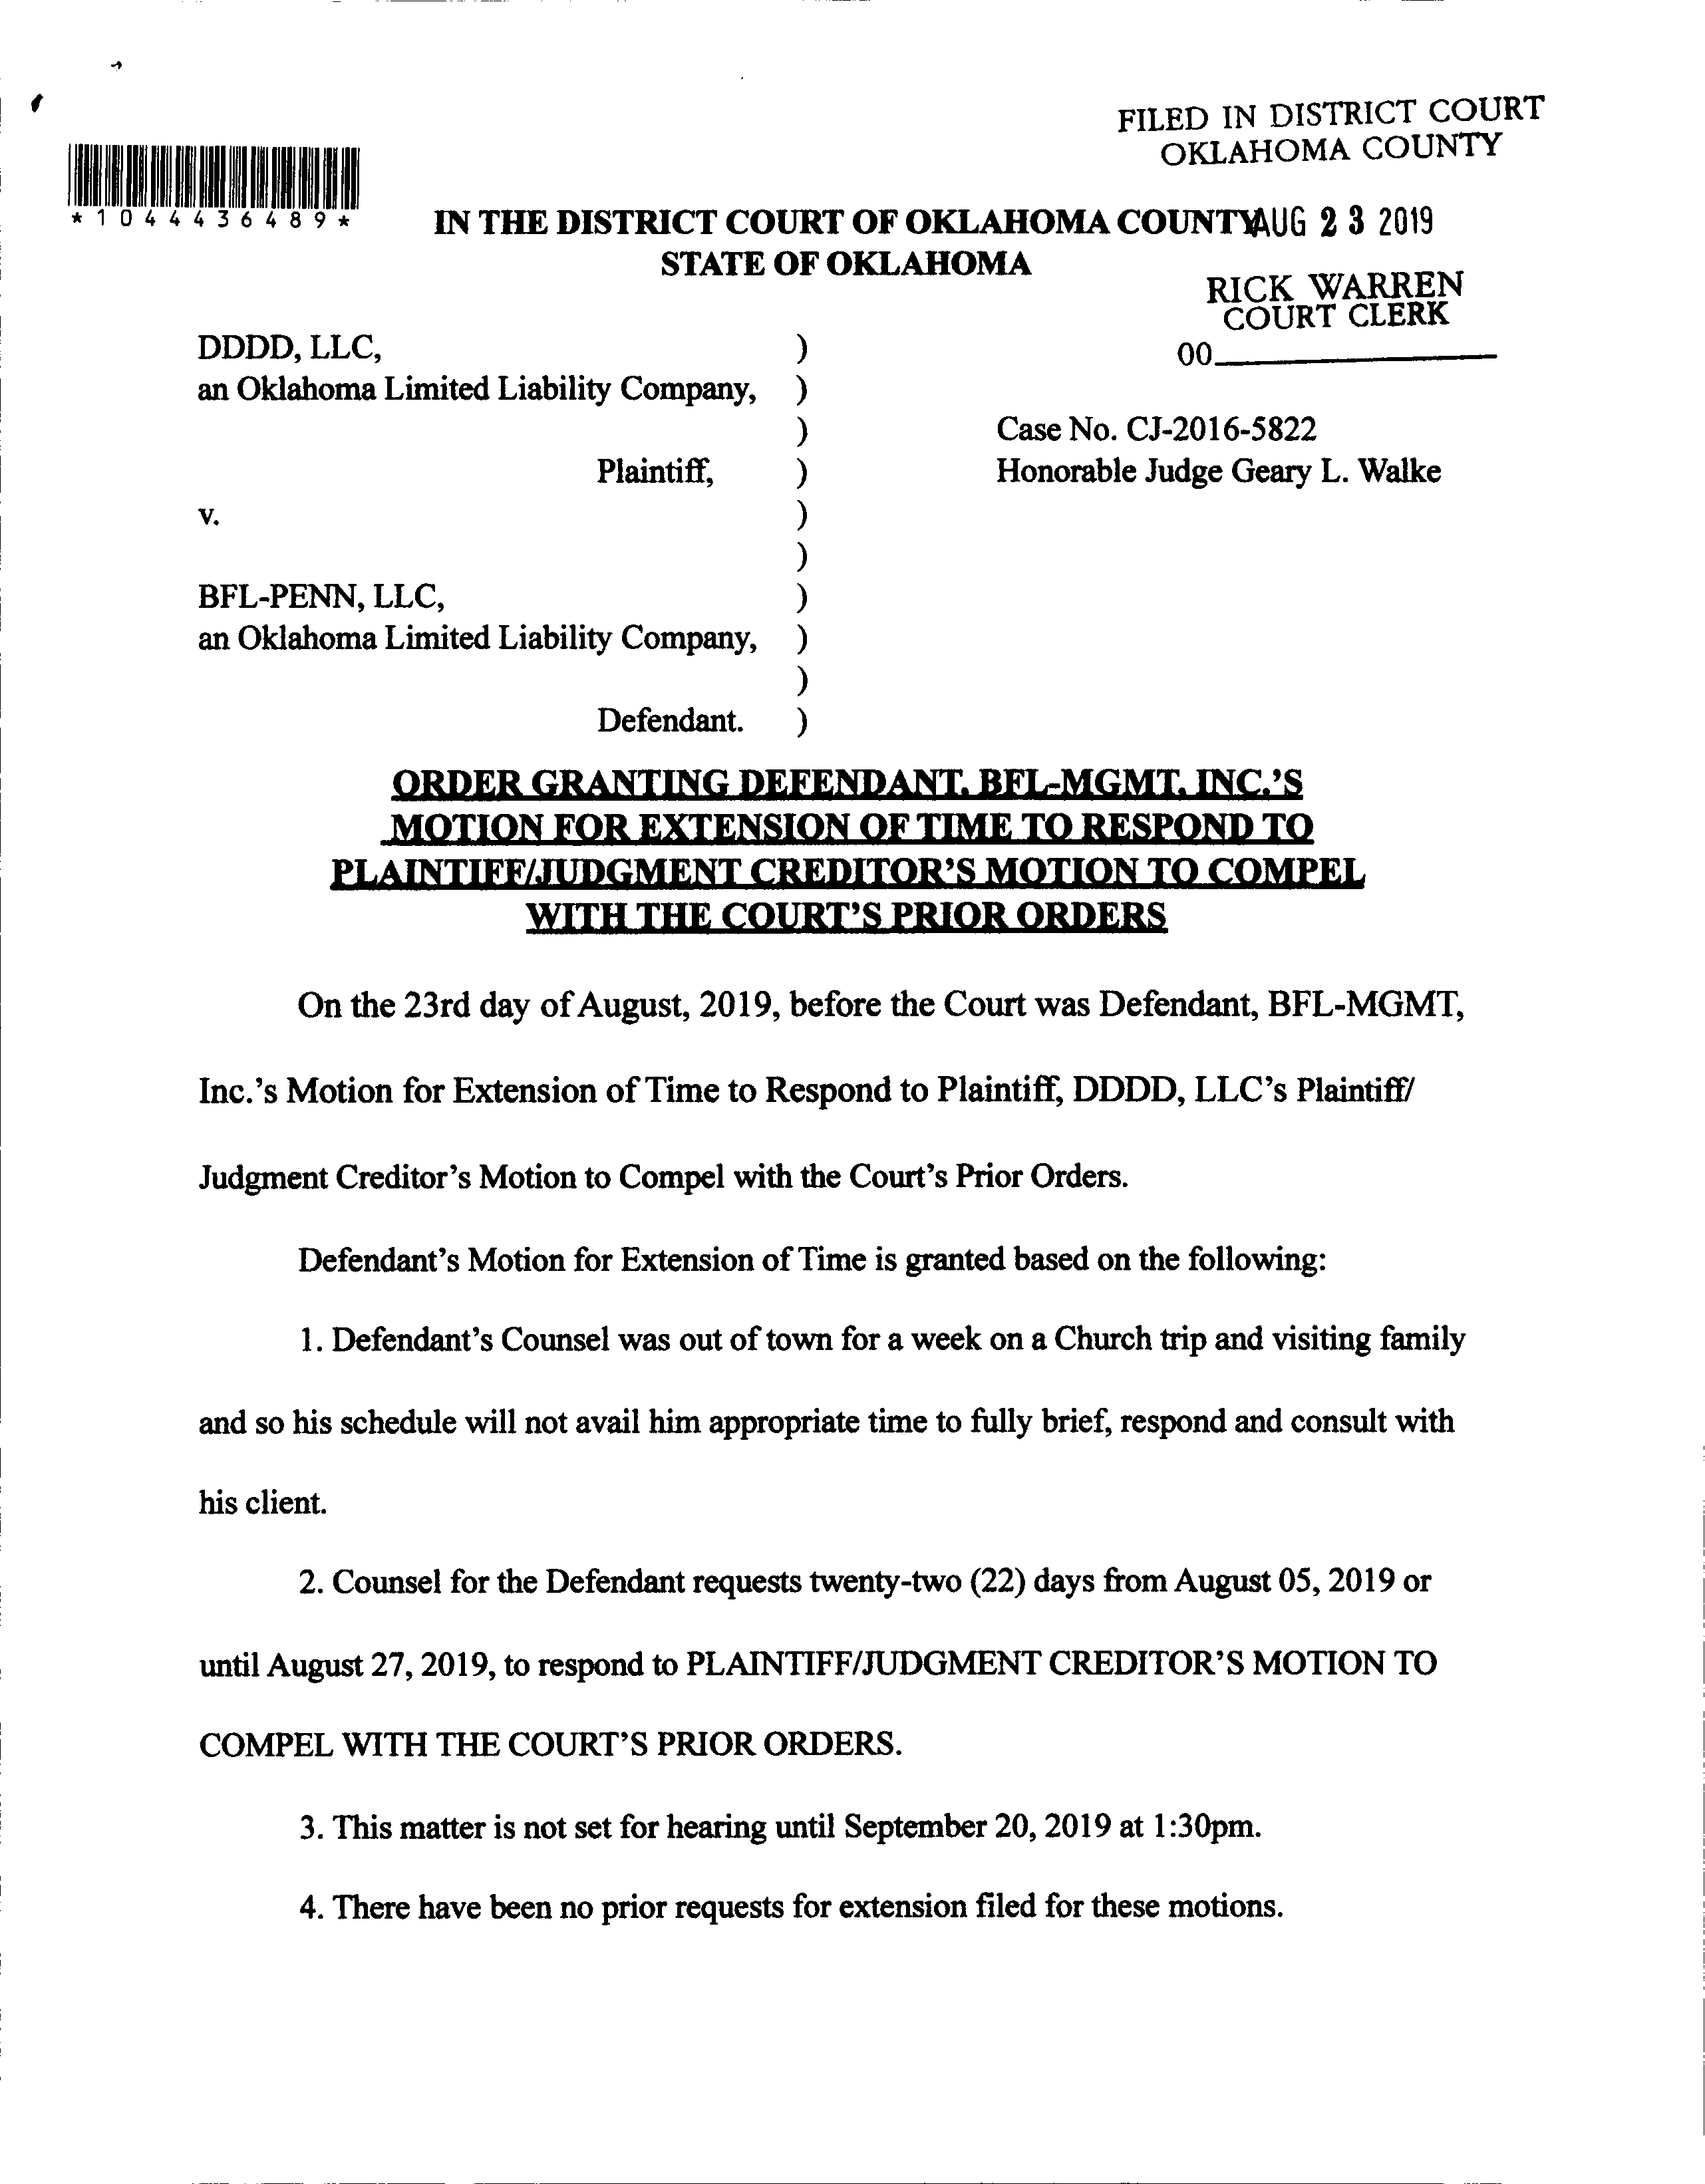 FILED IN DISTRICT COURT
OKLAHOMA COUNTY
*1044436489*
IN THE DISTRICT COURT OF OKLAHOMA COUNTY AUG 23 2019
STATE OF OKLAHOMA
RICK WARREN
COURT CLERK
00
DDDD, LLC, )
an Oklahoma Limited Liability Company, )
) Case No. CJ-2016-5822
Plaintiff, ) Honorable Judge Geary L. Walke
v. )
)
BFL-PENN, LLC, )
an Oklahoma Limited Liability Company, )
)
Defendant. )
ORDER GRANTING DEFENDANT, BFL-MGMT, INC.'S
MOTION FOR EXTENSION OF TIME TO RESPOND TO
PLAINTIFF/JUDGMENT CREDITOR'S MOTION TO COMPEL
WITH THE COURT'S PRIOR ORDERS
On the 23rd day of August, 2019, before the Court was Defendant, BFL-MGMT,
Inc.'s Motion for Extension of Time to Respond to Plaintiff, DDDD, LLC's Plaintiff/
Judgment Creditor's Motion to Compel with the Court's Prior Orders.
Defendant's Motion for Extension of Time is granted based on the following:
1. Defendant's Counsel was out of town for a week on a Church trip and visiting family
and so his schedule will not avail him appropriate time to fully brief, respond and consult with
his client.
2. Counsel for the Defendant requests twenty-two (22) days from August 05, 2019 or
until August 27, 2019, to respond to PLAINTIFF/JUDGMENT CREDITOR'S MOTION TO
COMPEL WITH THE COURT'S PRIOR ORDERS.
3. This matter is not set for hearing until September 20, 2019 at 1:30pm.
4. There have been no prior requests for extension filed for these motions.